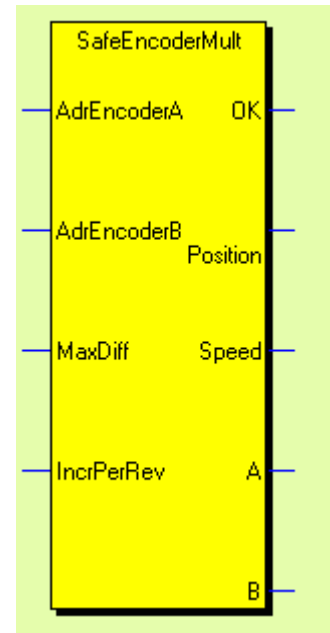 SafeEncoderMult
AdrEncoderA OK
AdrEncoderB
Position
MaxDiff Speed
IncrPerRev A
B